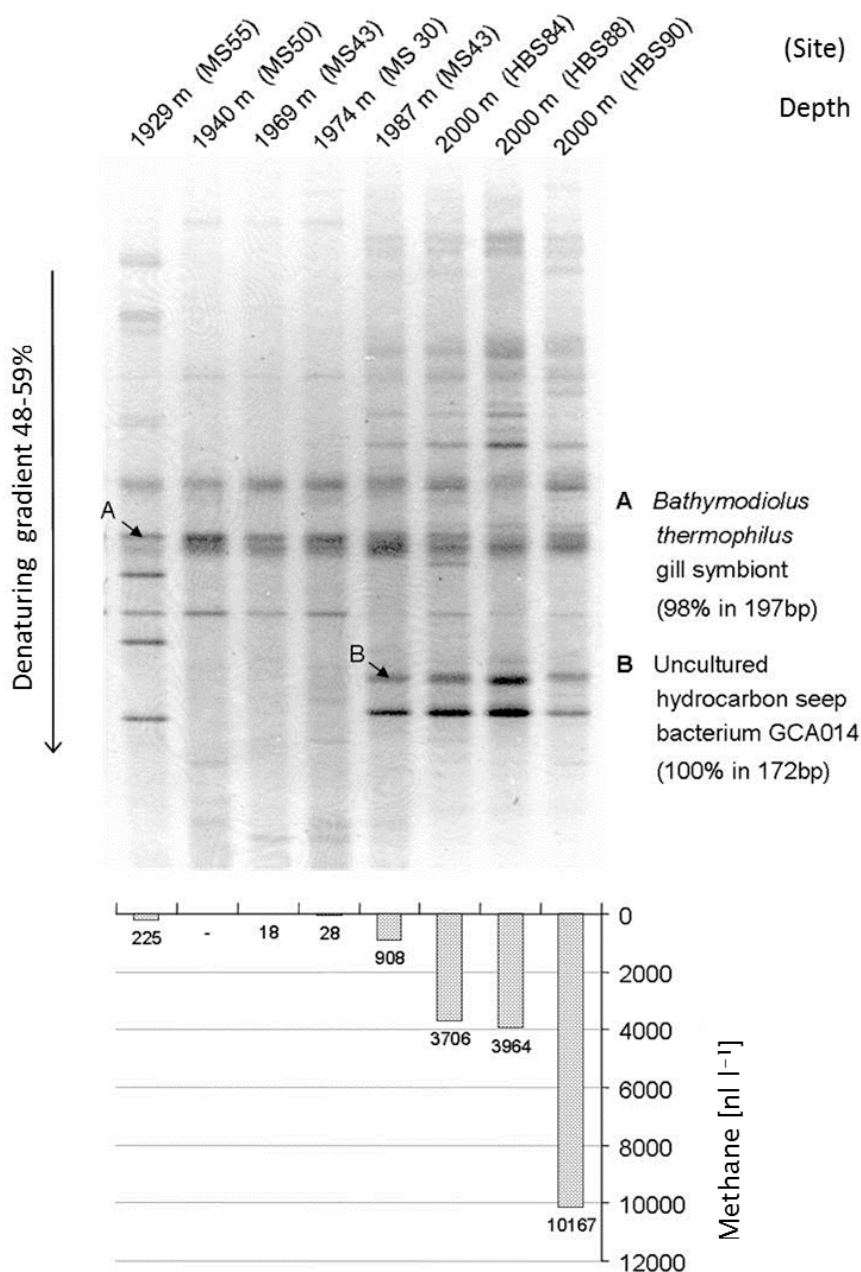 1929 m (MS55)
1940 m (MS50)
1969 m (MS43)
1974 m (MS 30)
1987 m (MS43)
2000 m (HBS84)
2000 m (HBS88)
2000 m (HBS90)
(Site)
Depth
Denaturing gradient 48-59%
A
B
A Bathymodiolus
thermophilus
gill symbiont
(98% in 197bp)
B Uncultured
hydrocarbon seep
bacterium GCA014
(100% in 172bp)
225
-
18
28
908
3706
3964
10167
0
2000
4000
6000
8000
10000
12000
Methane [nl l⁻¹]